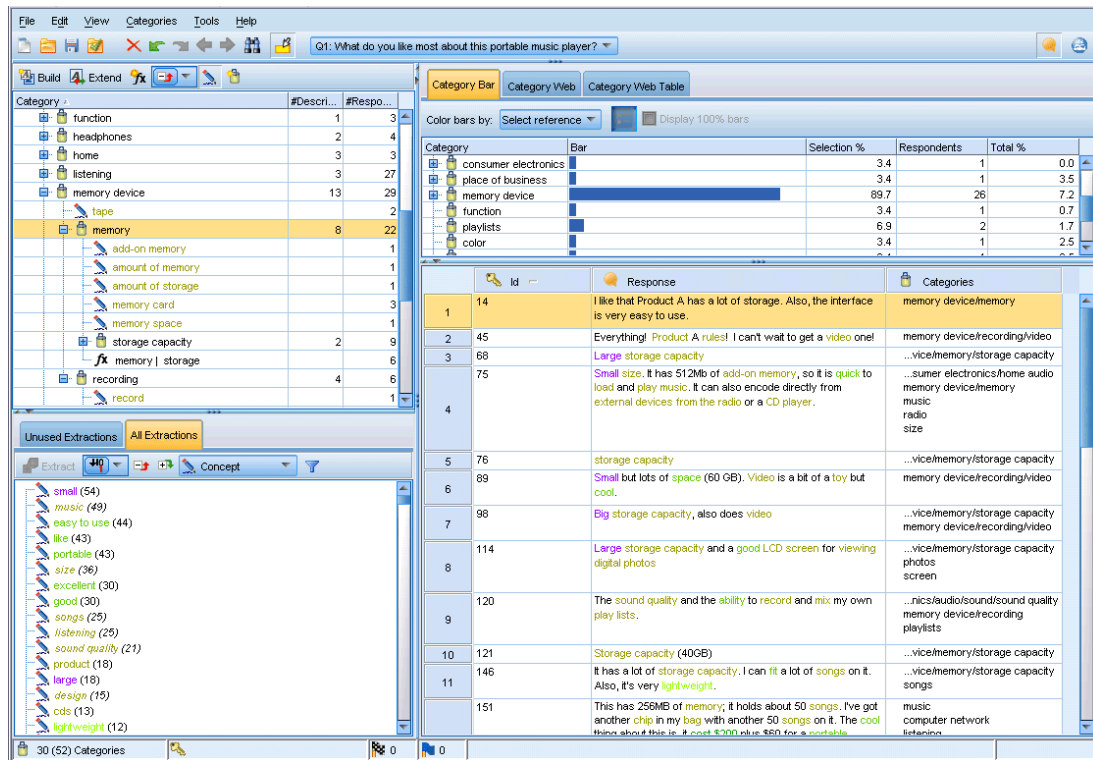 File Edit View Categories Tools Help
Q1: What do you like most about this portable music player?
Build Extend fx
Category #Descri... #Respo...
function 1 3
headphones 2 4
home 3 3
listening 3 27
memory device 13 29
tape 2
memory 8 22
add-on memory 1
amount of memory 1
amount of storage 1
memory card 3
memory space 1
storage capacity 2 9
fx memory | storage 6
recording 4 6
record 1
Unused Extractions All Extractions
Extract Concept
small (54)
music (49)
easy to use (44)
like (43)
portable (43)
size (36)
excellent (30)
good (30)
songs (25)
listening (25)
sound quality (21)
product (18)
large (18)
design (15)
cds (13)
lightweight (12)
Category Bar Category Web Category Web Table
Color bars by: Select reference Display 100% bars
Category Bar Selection % Respondents Total %
consumer electronics 3.4 1 0.0
place of business 3.4 1 3.5
memory device 89.7 26 7.2
function 3.4 1 0.7
playlists 6.9 2 1.7
color 3.4 1 2.5
Id Response Categories
1 14 I like that Product A has a lot of storage. Also, the interface memory device/memory
is very easy to use.
2 45 Everything! Product A rules! I can't wait to get a video one! memory device/recording/video
3 68 Large storage capacity ...vice/memory/storage capacity
4 75 Small size. It has 512Mb of add-on memory, so it is quick to ...sumer electronics/home audio
load and play music. It can also encode directly from memory device/memory
external devices from the radio or a CD player. music
radio
size
5 76 storage capacity ...vice/memory/storage capacity
6 89 Small but lots of space (60 GB). Video is a bit of a toy but memory device/recording/video
cool.
7 98 Big storage capacity, also does video ...vice/memory/storage capacity
memory device/recording/video
8 114 Large storage capacity and a good LCD screen for viewing ...vice/memory/storage capacity
digital photos photos
screen
9 120 The sound quality and the ability to record and mix my own ...nics/audio/sound/sound quality
play lists. memory device/recording
playlists
10 121 Storage capacity (40GB) ...vice/memory/storage capacity
11 146 It has a lot of storage capacity. I can fit a lot of songs on it. ...vice/memory/storage capacity
Also, it's very lightweight. songs
151 This has 256MB of memory; it holds about 50 songs. I've got music
another chip in my bag with another 50 songs on it. The cool computer network
thing about this is, it cost $200 plus $60 for a portable listening
30 (52) Categories 0 0